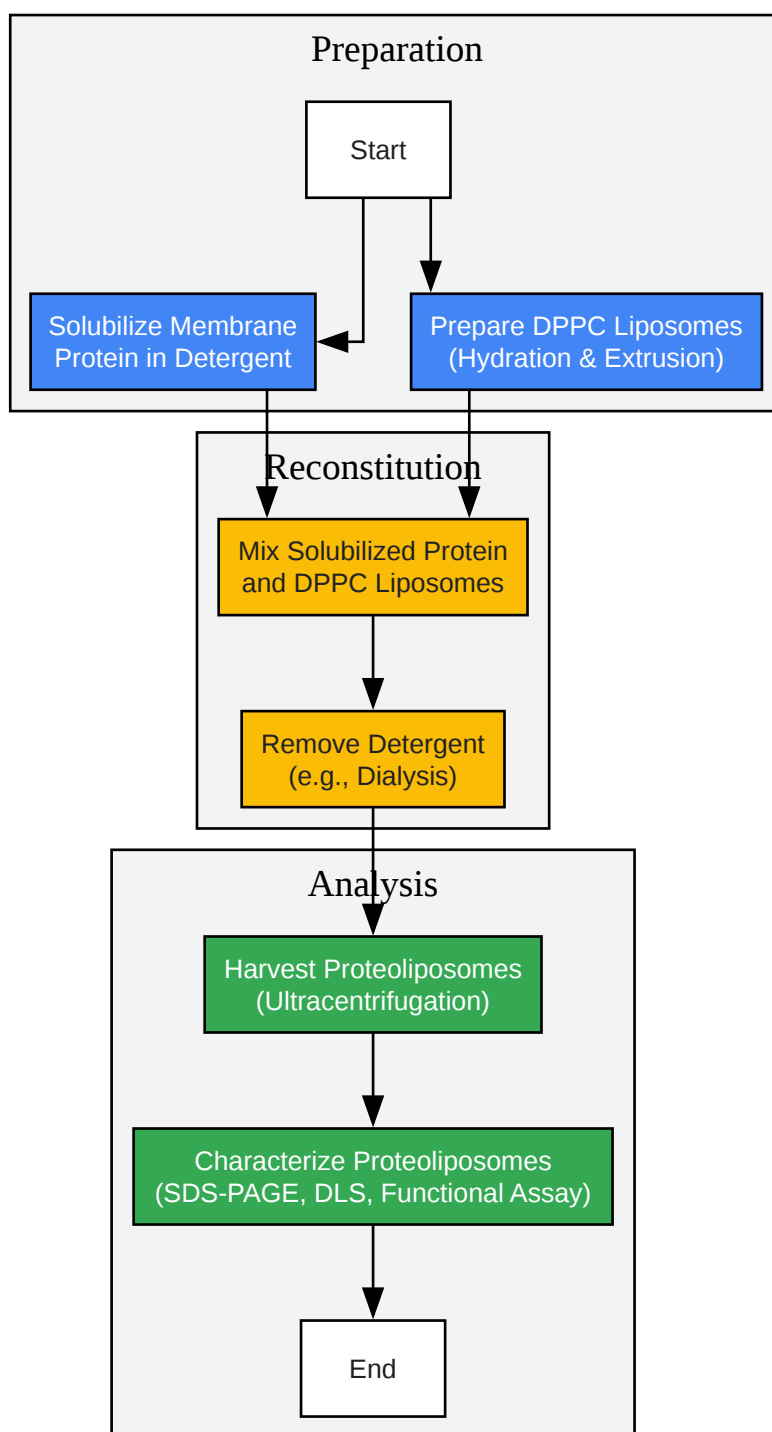 Preparation
Start
Solubilize Membrane
Protein in Detergent
Prepare DPPC Liposomes
(Hydration & Extrusion)
Reconstitution
Mix Solubilized Protein
and DPPC Liposomes
Remove Detergent
(e.g., Dialysis)
Analysis
Harvest Proteoliposomes
(Ultracentrifugation)
Characterize Proteoliposomes
(SDS-PAGE, DLS, Functional Assay)
End